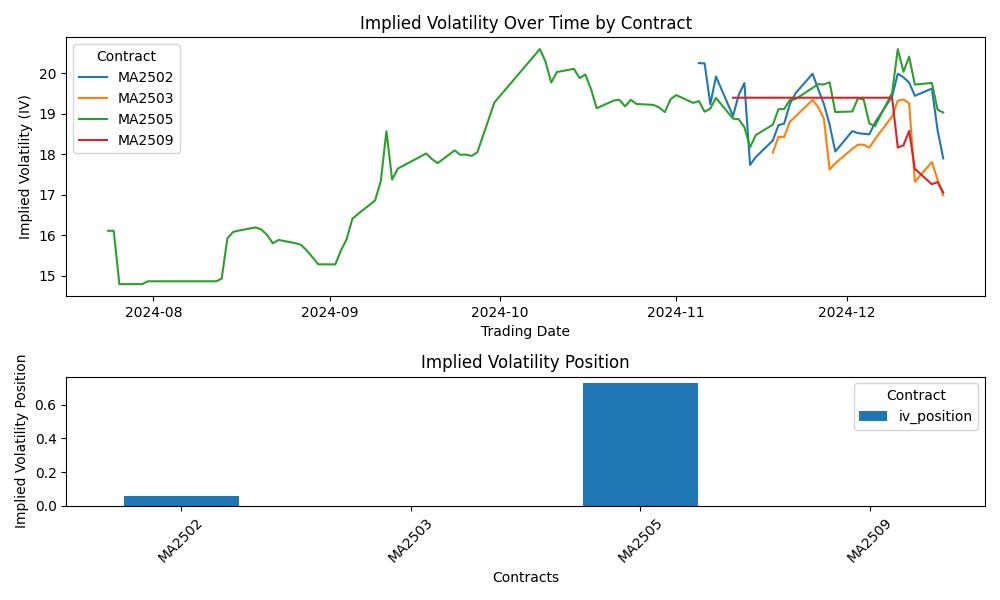 Implied Volatility Over Time by Contract
Implied Volatility (IV)
20
19
18
17
16
15
Contract
MA2502
MA2503
MA2505
MA2509
2024-08
2024-09
2024-10
2024-11
2024-12
Trading Date
Implied Volatility Position
Implied Volatility Position
0.6
0.4
0.2
0.0
Contract
iv_position
MA2502
MA2503
MA2505
MA2509
Contracts